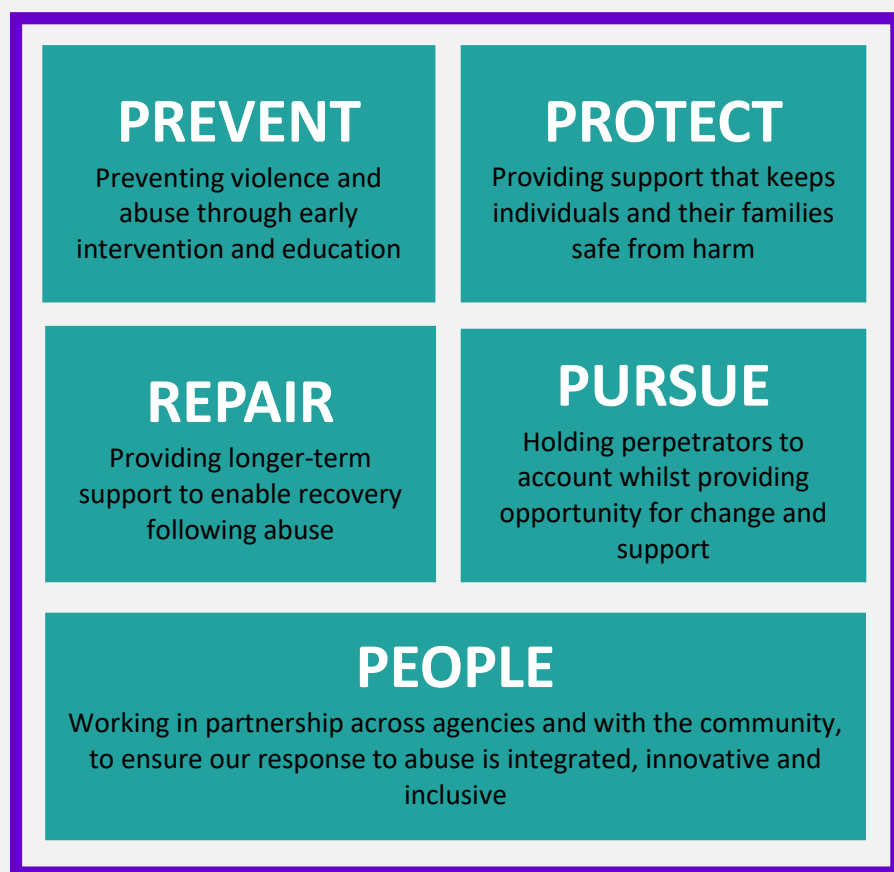 PREVENT
Preventing violence and
abuse through early
intervention and education
PROTECT
Providing support that keeps
individuals and their families
safe from harm
REPAIR
Providing longer-term
support to enable recovery
following abuse
PURSUE
Holding perpetrators to
account whilst providing
opportunity for change and
support
PEOPLE
Working in partnership across agencies and with the community,
to ensure our response to abuse is integrated, innovative and
inclusive